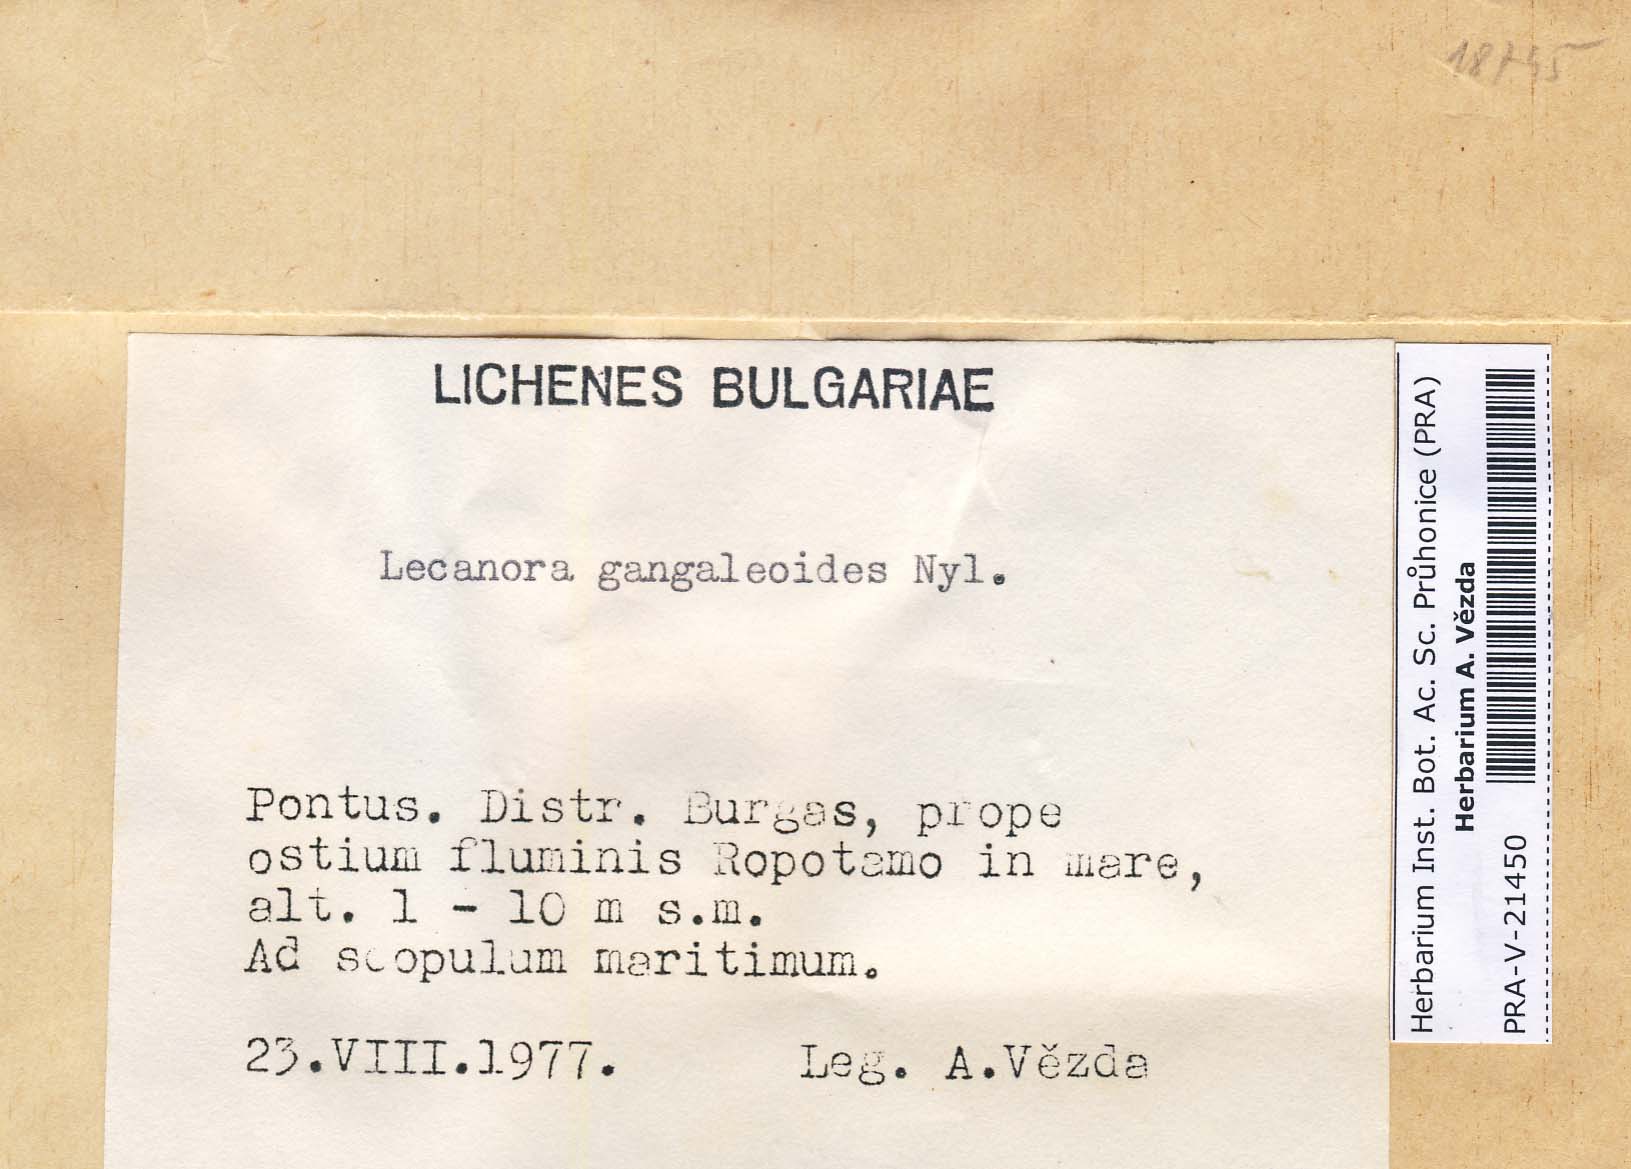 18745
LICHENES BULGARIAE
Lecanora gangaleoides Nyl.
Pontus. Distr. Burgas, prope
ostium fluminis Ropotamo in mare,
alt. 1 - 10 m s.m.
Ad scopulum maritimum.
23.VIII.1977. Leg. A.Vězda
Herbarium Inst. Bot. Ac. Sc. Průhonice (PRA)
Herbarium A. Vězda
PRA-V-21450